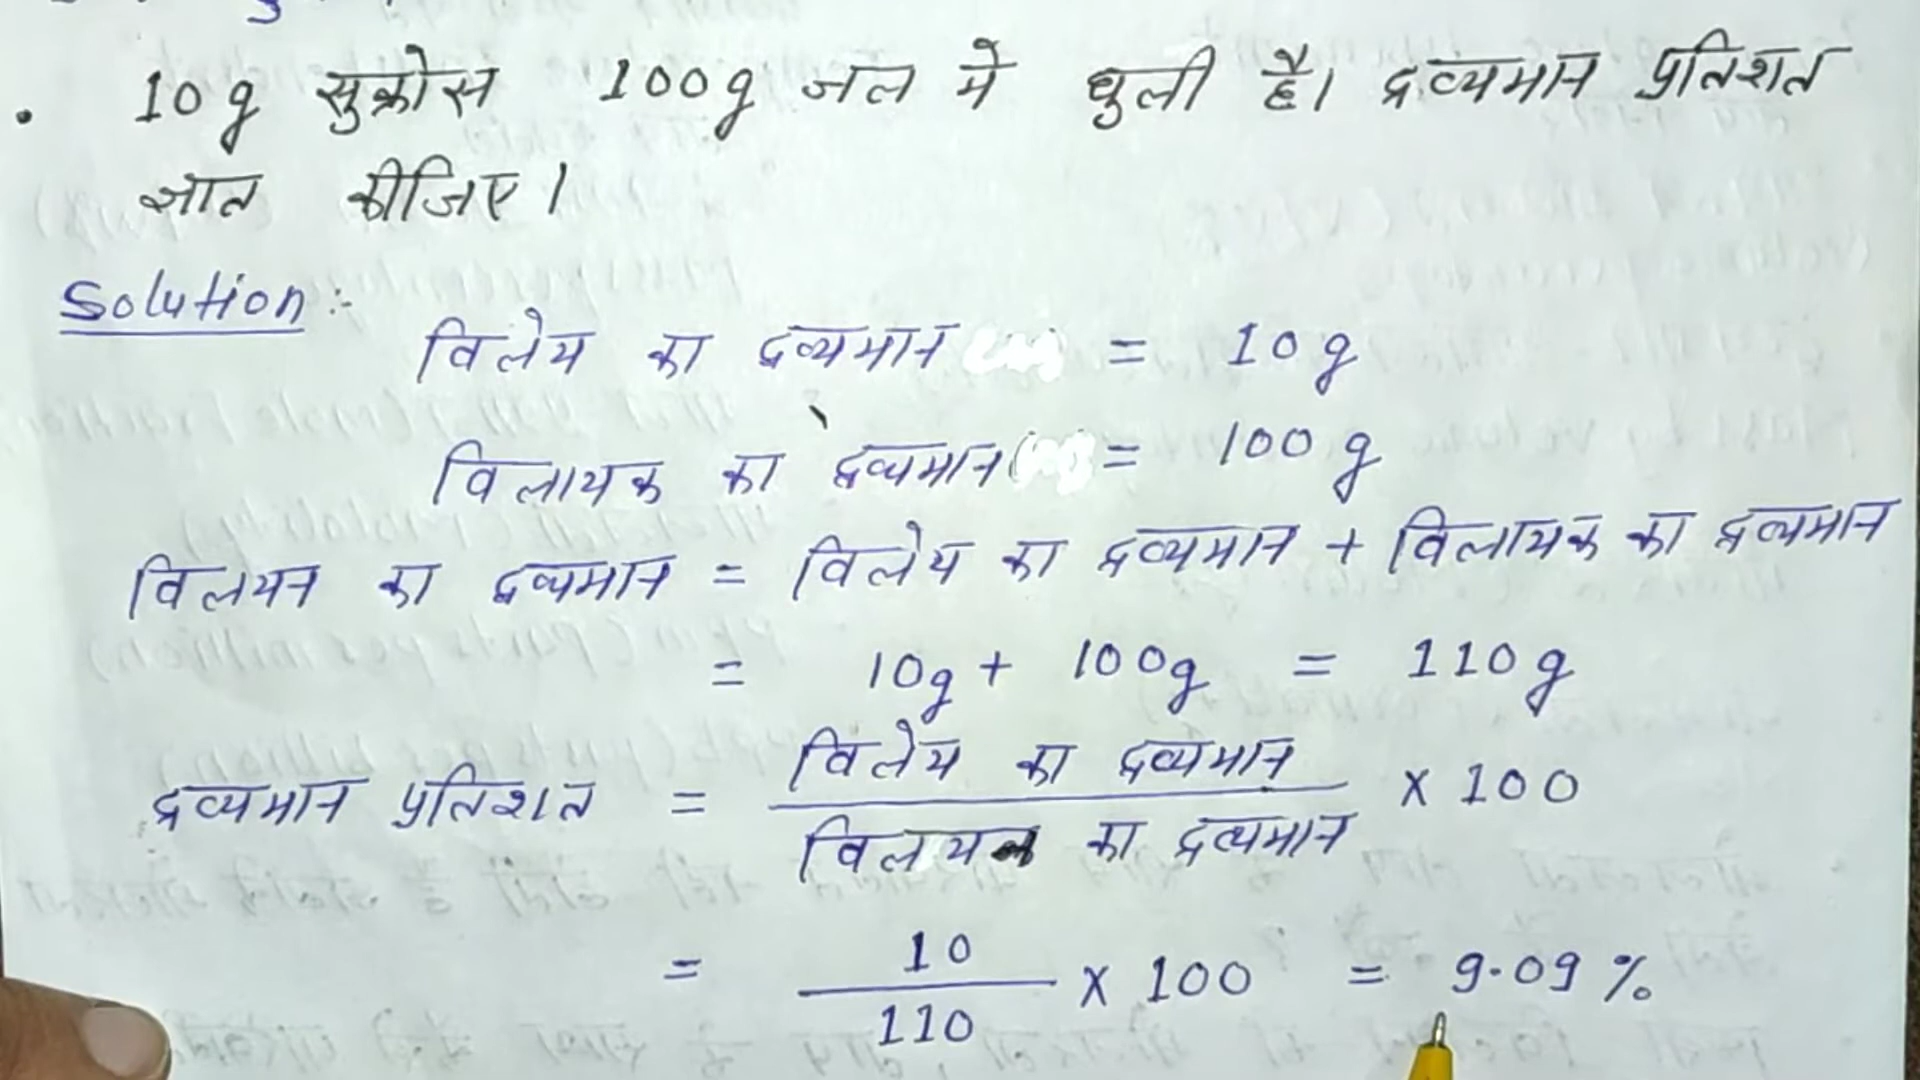 . 10g सुक्रोस 100g जल में घुली है। द्रव्यमान प्रतिशत
ज्ञात कीजिए।
Solution :-
विलेय का द्रव्यमान = 10g
विलायक का द्रव्यमान = 100g
विलयन का द्रव्यमान = विलेय का द्रव्यमान + विलायक का द्रव्यमान
= 10g + 100g = 110g
द्रव्यमान प्रतिशत = विलेय का द्रव्यमान / विलयन का द्रव्यमान × 100
= 10 / 110 × 100 = 9.09 %